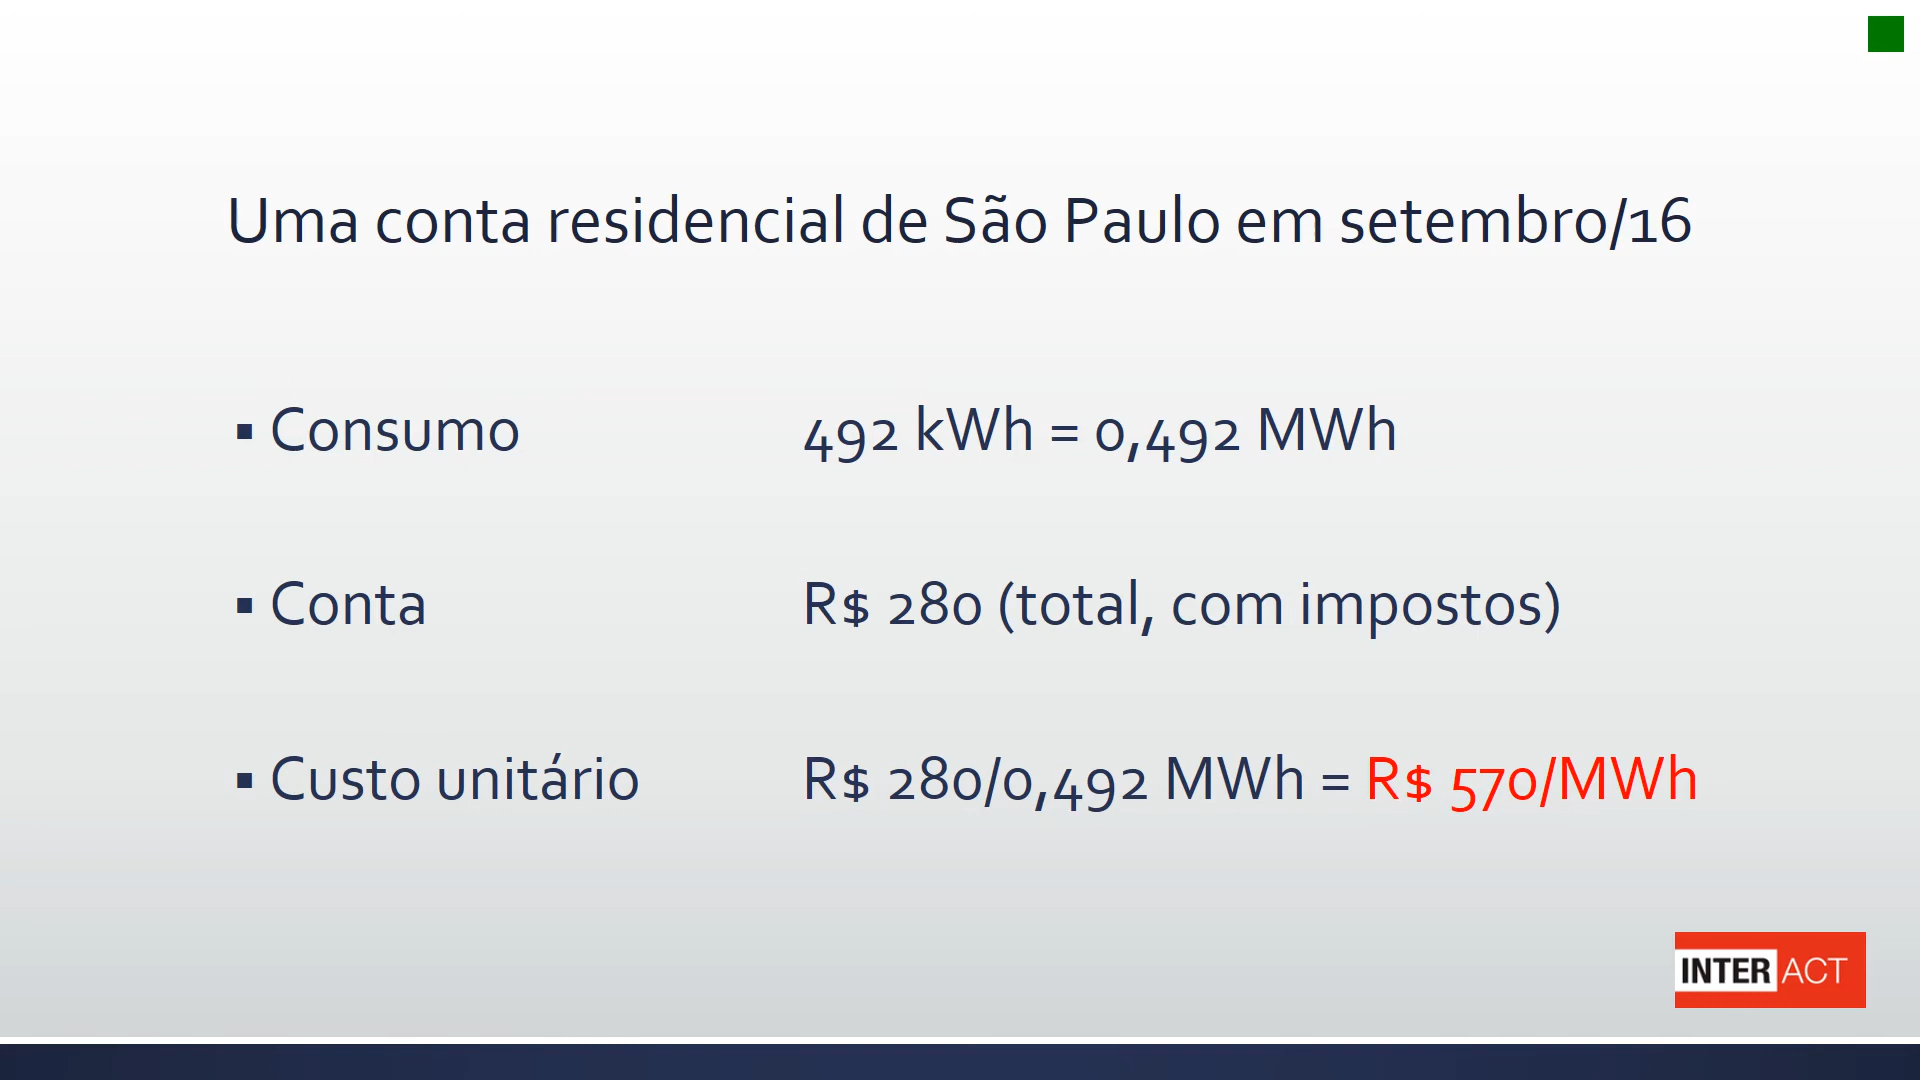 Uma conta residencial de São Paulo em setembro/16
▪ Consumo 492 kWh = 0,492 MWh
▪ Conta R$ 280 (total, com impostos)
▪ Custo unitário R$ 280/0,492 MWh = R$ 570/MWh
INTER ACT